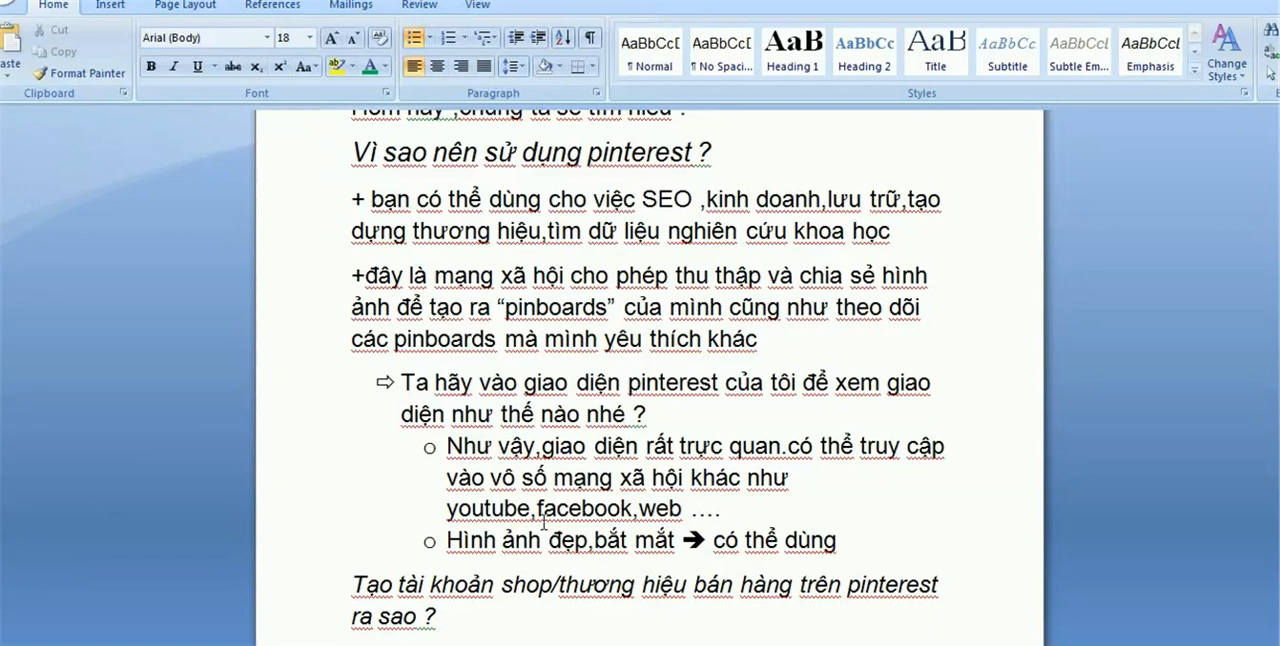 Home Insert Page Layout References Mailings Review View
Cut
Copy
Format Painter
Clipboard
Arial (Body) 18
Font
Paragraph
AaBbCcD AaBbCcD AaB AaBbCc AaB AaBbCc AaBbCcD AaBbCcL
¶ Normal ¶ No Spaci... Heading 1 Heading 2 Title Subtitle Subtle Em... Emphasis
Change
Styles
Styles
Vì sao nên sử dụng pinterest ?
+ bạn có thể dùng cho việc SEO ,kinh doanh,lưu trữ,tạo
dựng thương hiệu,tìm dữ liệu nghiên cứu khoa học
+đây là mạng xã hội cho phép thu thập và chia sẻ hình
ảnh để tạo ra “pinboards” của mình cũng như theo dõi
các pinboards mà mình yêu thích khác
⇨ Ta hãy vào giao diện pinterest của tôi để xem giao
diện như thế nào nhé ?
o Như vậy,giao diện rất trực quan.có thể truy cập
vào vô số mạng xã hội khác như
youtube,facebook,web ....
o Hình ảnh đẹp,bắt mắt ➔ có thể dùng
Tạo tài khoản shop/thương hiệu bán hàng trên pinterest
ra sao ?